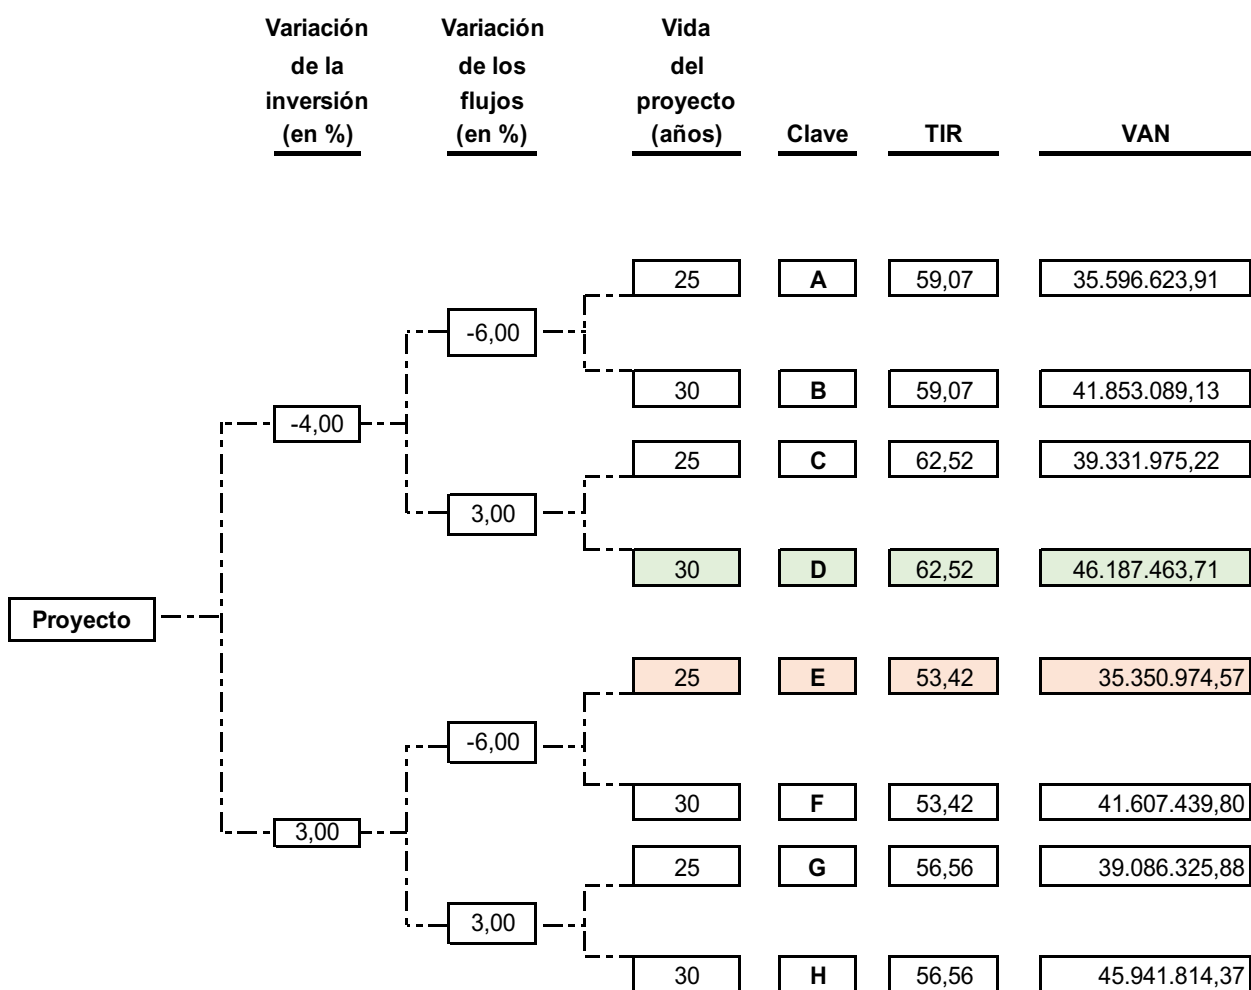 Variación Variación Vida
de la de los del
inversión flujos proyecto
(en %) (en %) (años) Clave TIR VAN
25 A 59,07 35.596.623,91
-6,00
30 B 59,07 41.853.089,13
-4,00
25 C 62,52 39.331.975,22
3,00
30 D 62,52 46.187.463,71
Proyecto
25 E 53,42 35.350.974,57
-6,00
30 F 53,42 41.607.439,80
3,00
25 G 56,56 39.086.325,88
3,00
30 H 56,56 45.941.814,37